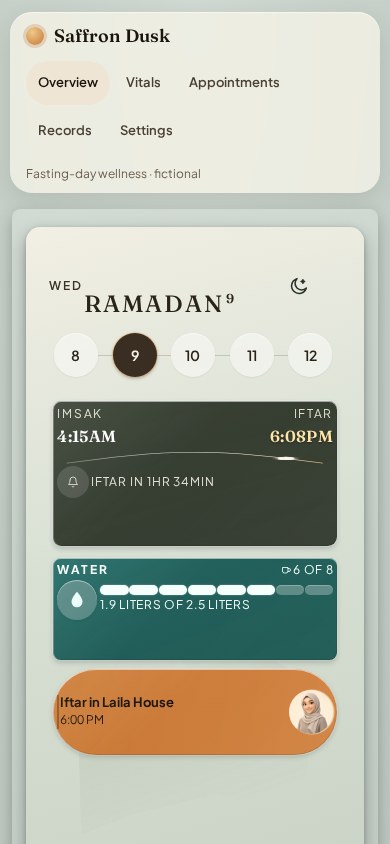 Saffron Dusk
Overview Vitals Appointments
Records Settings
Fasting-day wellness · fictional
WED
RAMADAN 9
8 9 10 11 12
IMSAK IFTAR
4:15AM 6:08PM
IFTAR IN 1HR 34MIN
WATER 6 OF 8
1.9 LITERS OF 2.5 LITERS
Iftar in Laila House
6:00 PM